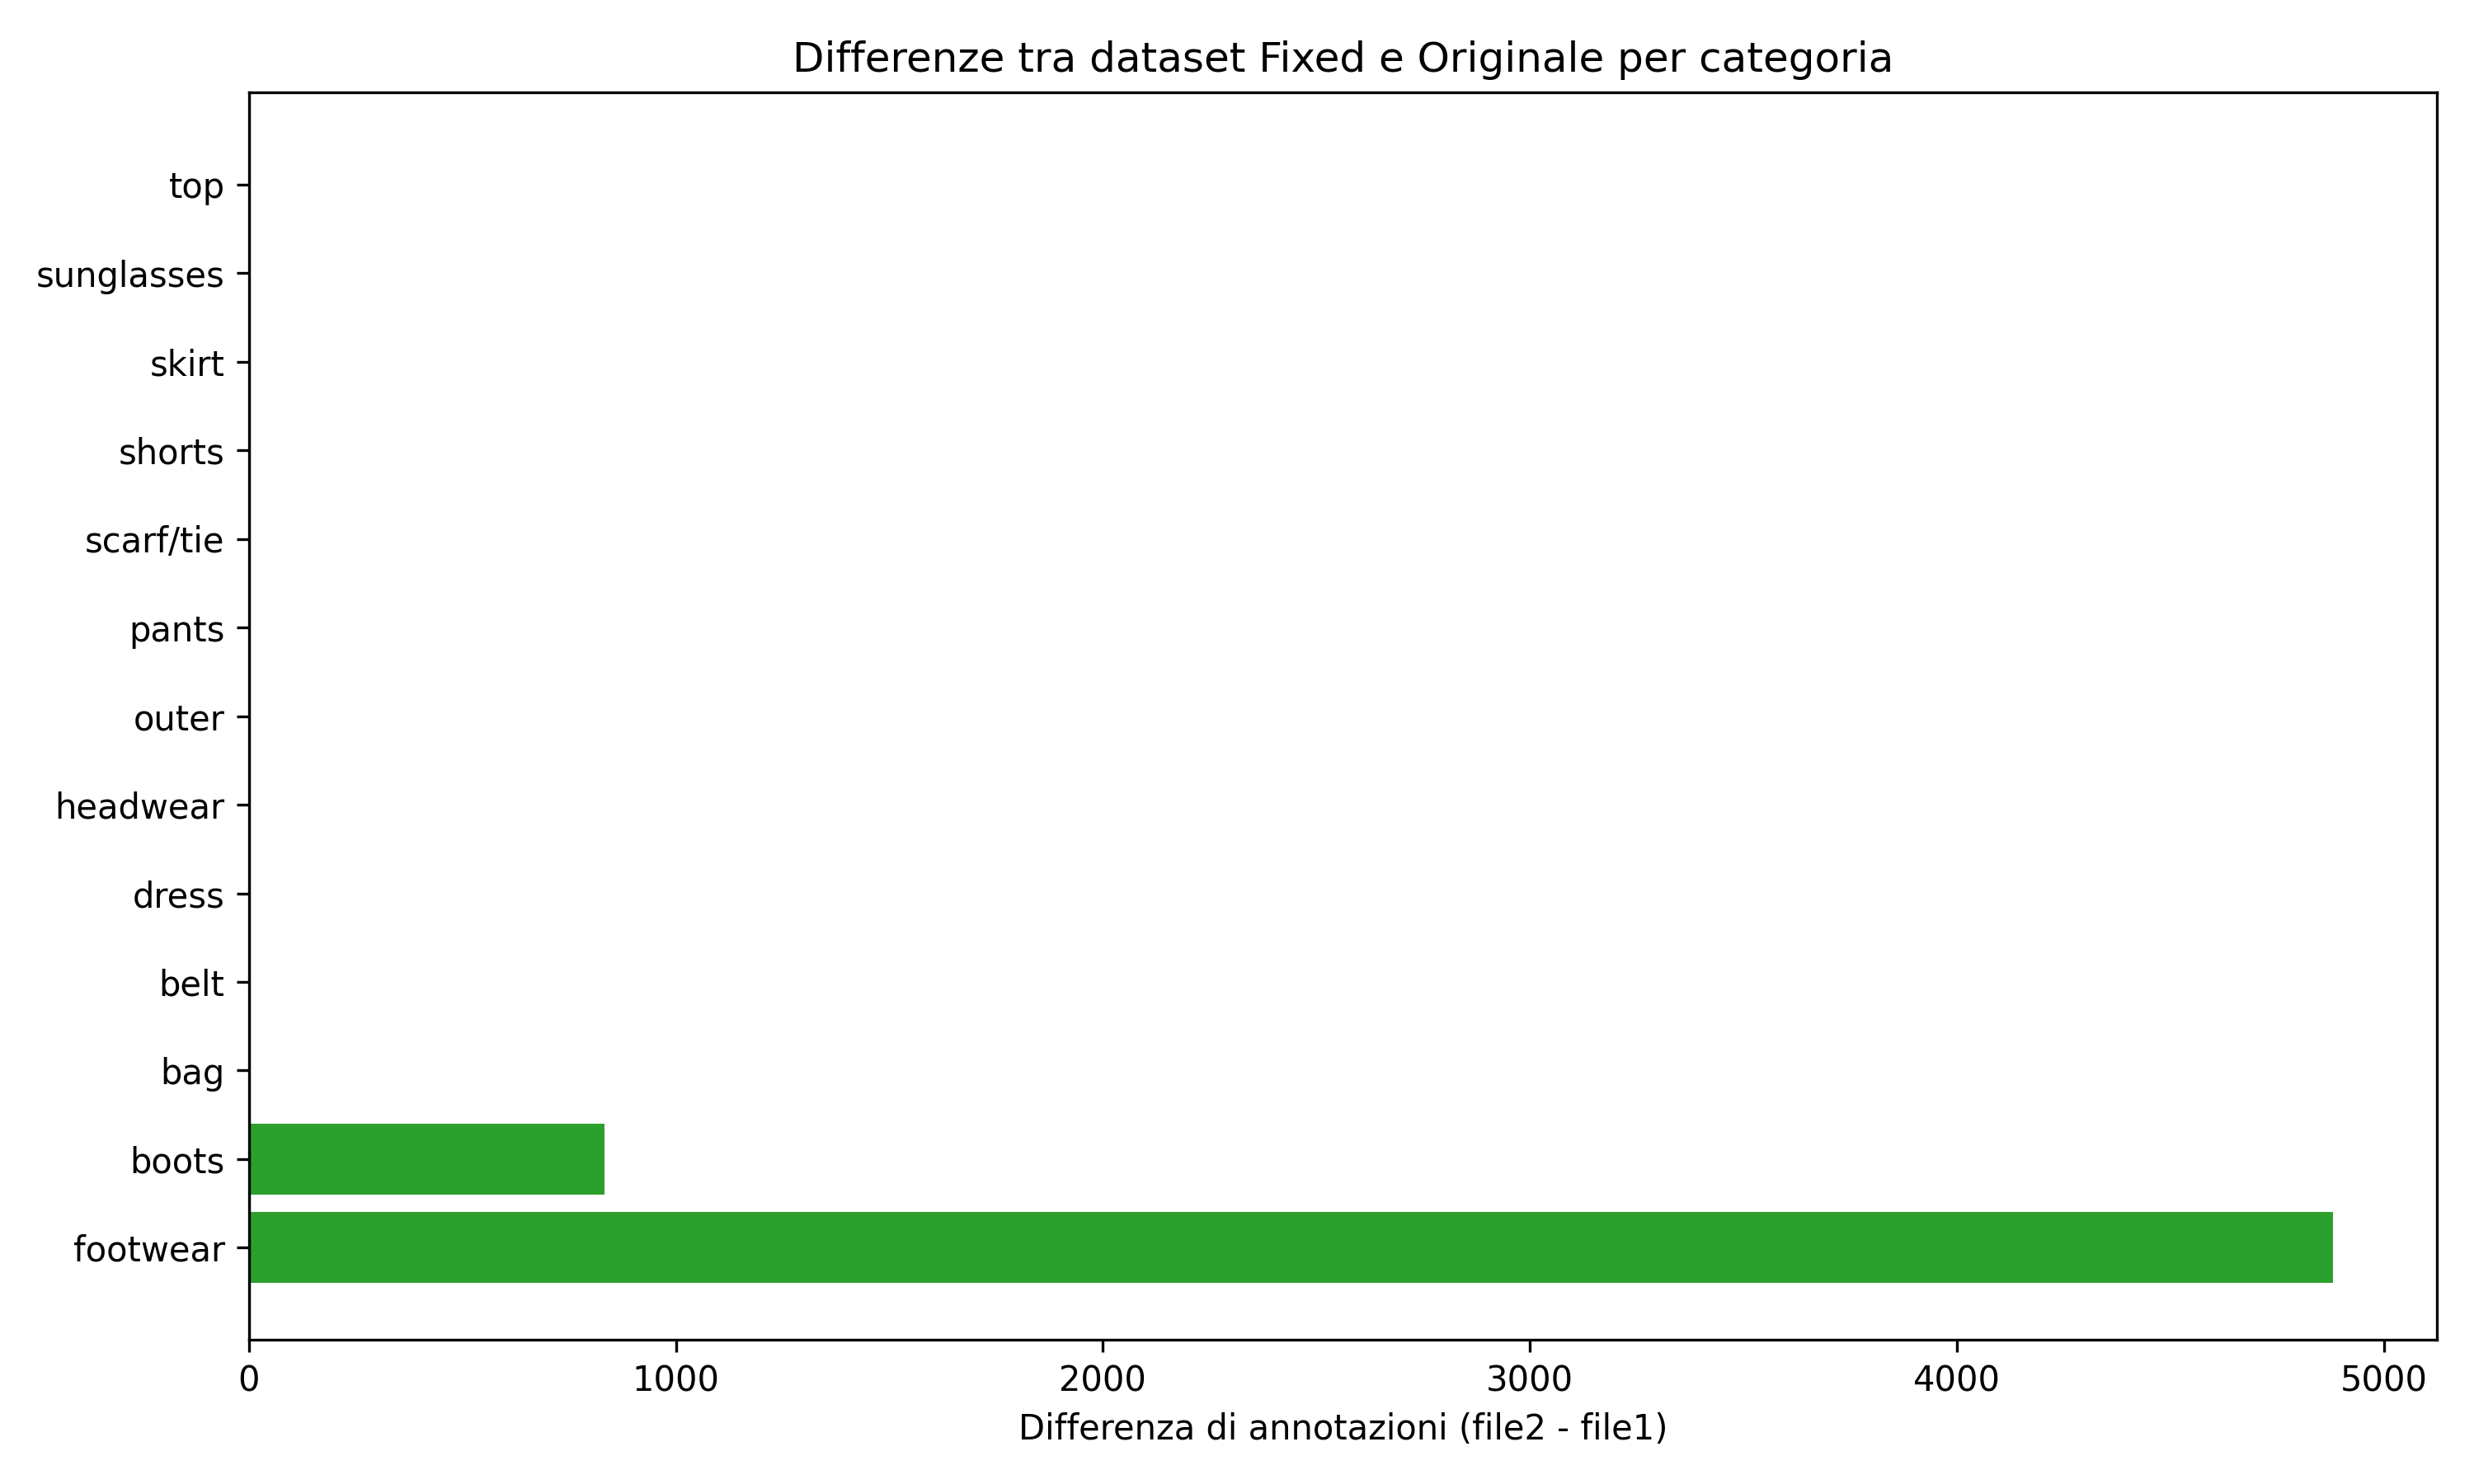 Differenze tra dataset Fixed e Originale per categoria
top
sunglasses
skirt
shorts
scarf/tie
pants
outer
headwear
dress
belt
bag
boots
footwear
0 1000 2000 3000 4000 5000
Differenza di annotazioni (file2 - file1)